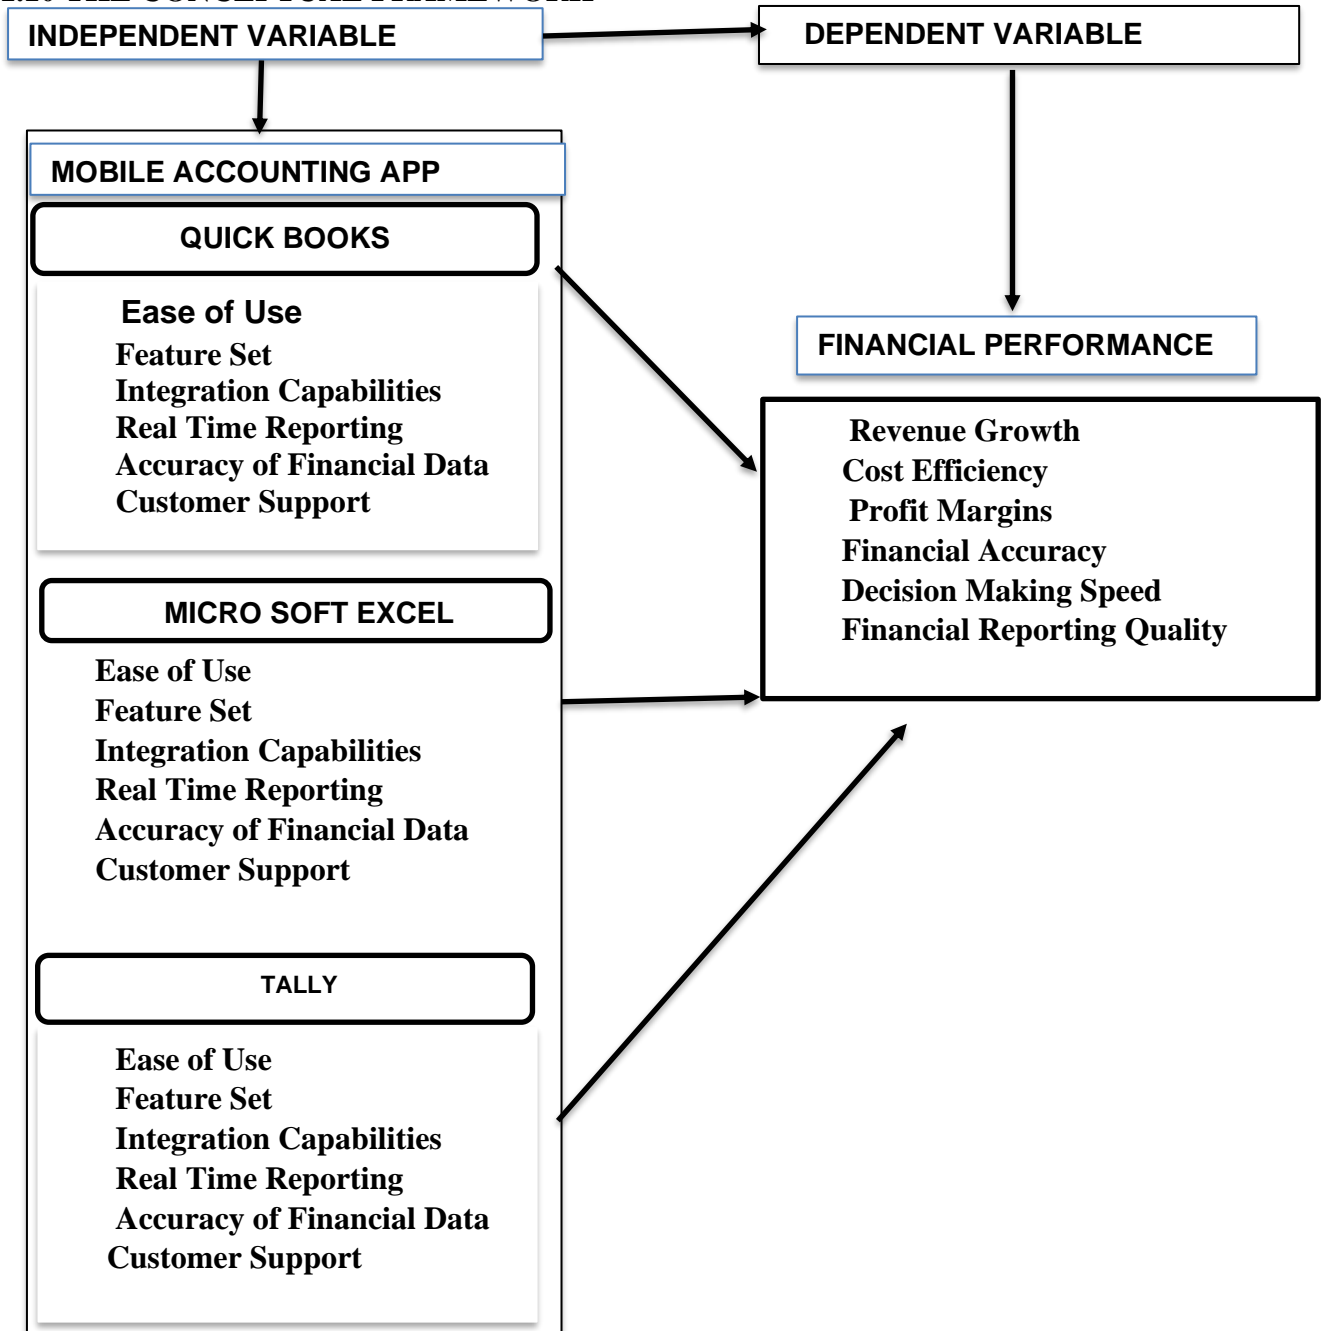 INDEPENDENT VARIABLE
DEPENDENT VARIABLE
MOBILE ACCOUNTING APP
QUICK BOOKS
Ease of Use
Feature Set
Integration Capabilities
Real Time Reporting
Accuracy of Financial Data
Customer Support
MICRO SOFT EXCEL
Ease of Use
Feature Set
Integration Capabilities
Real Time Reporting
Accuracy of Financial Data
Customer Support
TALLY
Ease of Use
Feature Set
Integration Capabilities
Real Time Reporting
Accuracy of Financial Data
Customer Support
FINANCIAL PERFORMANCE
Revenue Growth
Cost Efficiency
Profit Margins
Financial Accuracy
Decision Making Speed
Financial Reporting Quality